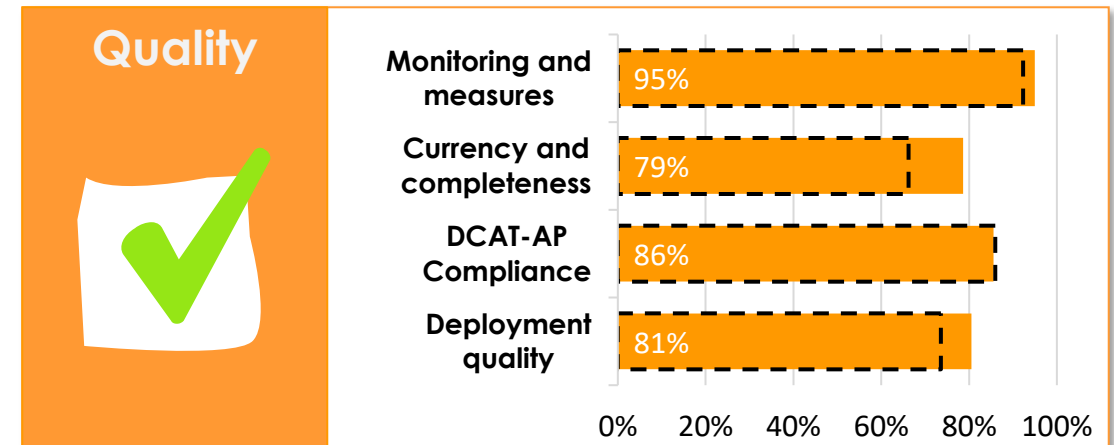 Quality
Monitoring and
measures
95%
Currency and
completeness
79%
DCAT-AP
Compliance
86%
Deployment
quality
81%
0% 20% 40% 60% 80% 100%